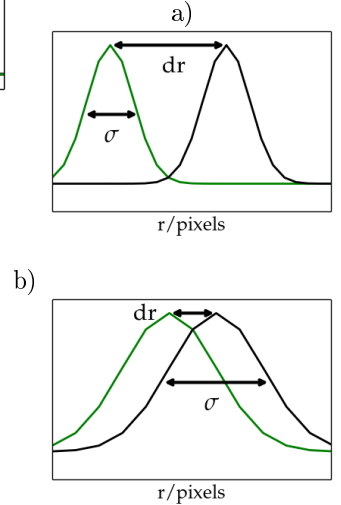 a)
dr
σ
r/pixels
b)
dr
σ
r/pixels